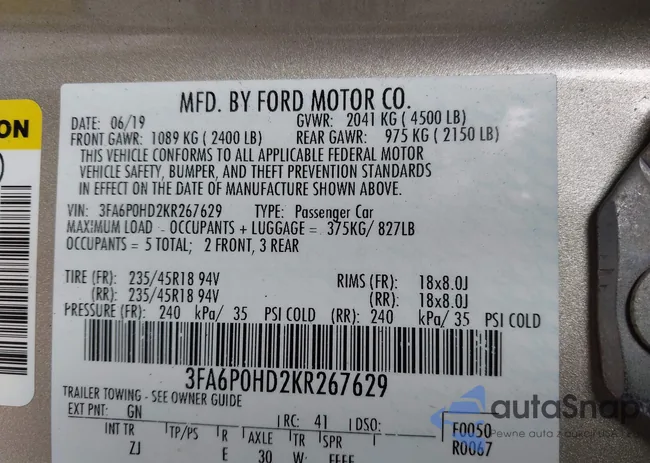 ON
MFD. BY FORD MOTOR CO.
DATE: 06/19 GVWR: 2041 KG ( 4500 LB)
FRONT GAWR: 1089 KG ( 2400 LB) REAR GAWR: 975 KG ( 2150 LB)
THIS VEHICLE CONFORMS TO ALL APPLICABLE FEDERAL MOTOR
VEHICLE SAFETY, BUMPER, AND THEFT PREVENTION STANDARDS
IN EFFECT ON THE DATE OF MANUFACTURE SHOWN ABOVE.
VIN: 3FA6P0HD2KR267629 TYPE: Passenger Car
MAXIMUM LOAD - OCCUPANTS + LUGGAGE = 375KG/ 827LB
OCCUPANTS = 5 TOTAL; 2 FRONT, 3 REAR
TIRE (FR): 235/45R18 94V RIMS (FR): 18x8.0J
(RR): 235/45R18 94V (RR): 18x8.0J
PRESSURE (FR): 240 kPa/ 35 PSI COLD (RR): 240 kPa/ 35 PSI COLD
3FA6P0HD2KR267629
TRAILER TOWING - SEE OWNER GUIDE
EXT PNT: GN RC: 41 DSO: F0050
R0067
INT TR TP/PS R AXLE TR SPR
ZJ E 30 W FFFF
autoSnap
Pewne auto z aukcji USA